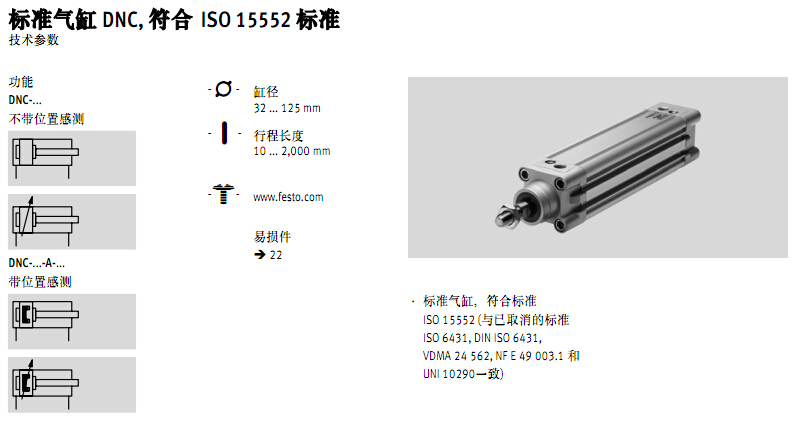 标准气缸 DNC, 符合 ISO 15552 标准
技术参数
功能
DNC-...
不带位置感测
DNC-...-A-...
带位置感测
缸径
32 ... 125 mm
行程长度
10 ... 2,000 mm
www.festo.com
易损件
➔ 22
· 标准气缸, 符合标准
ISO 15552 (与已取消的标准
ISO 6431, DIN ISO 6431,
VDMA 24 562, NF E 49 003.1 和
UNI 10290一致)